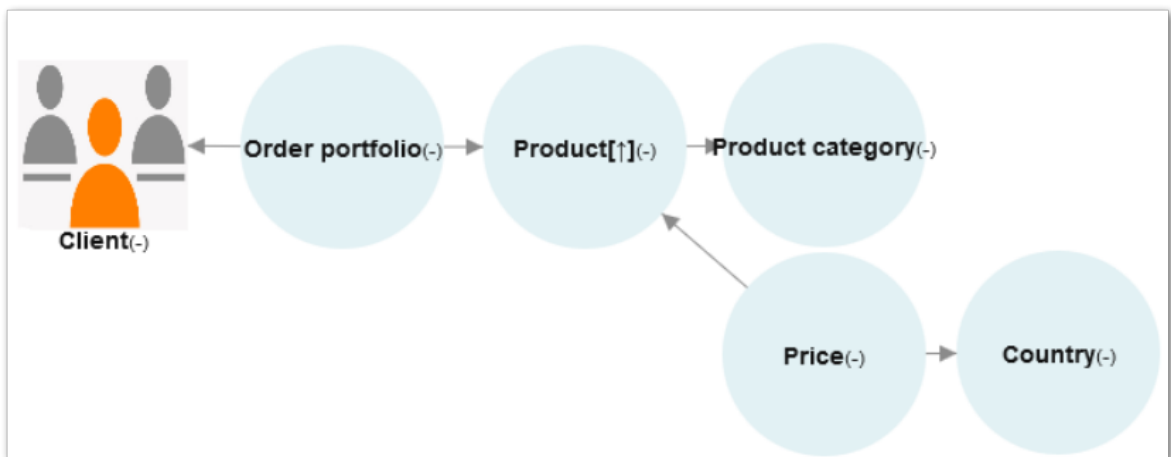 Order portfolio(-)
Product[↑](-)
Product category(-)
Client(-)
Price(-)
Country(-)